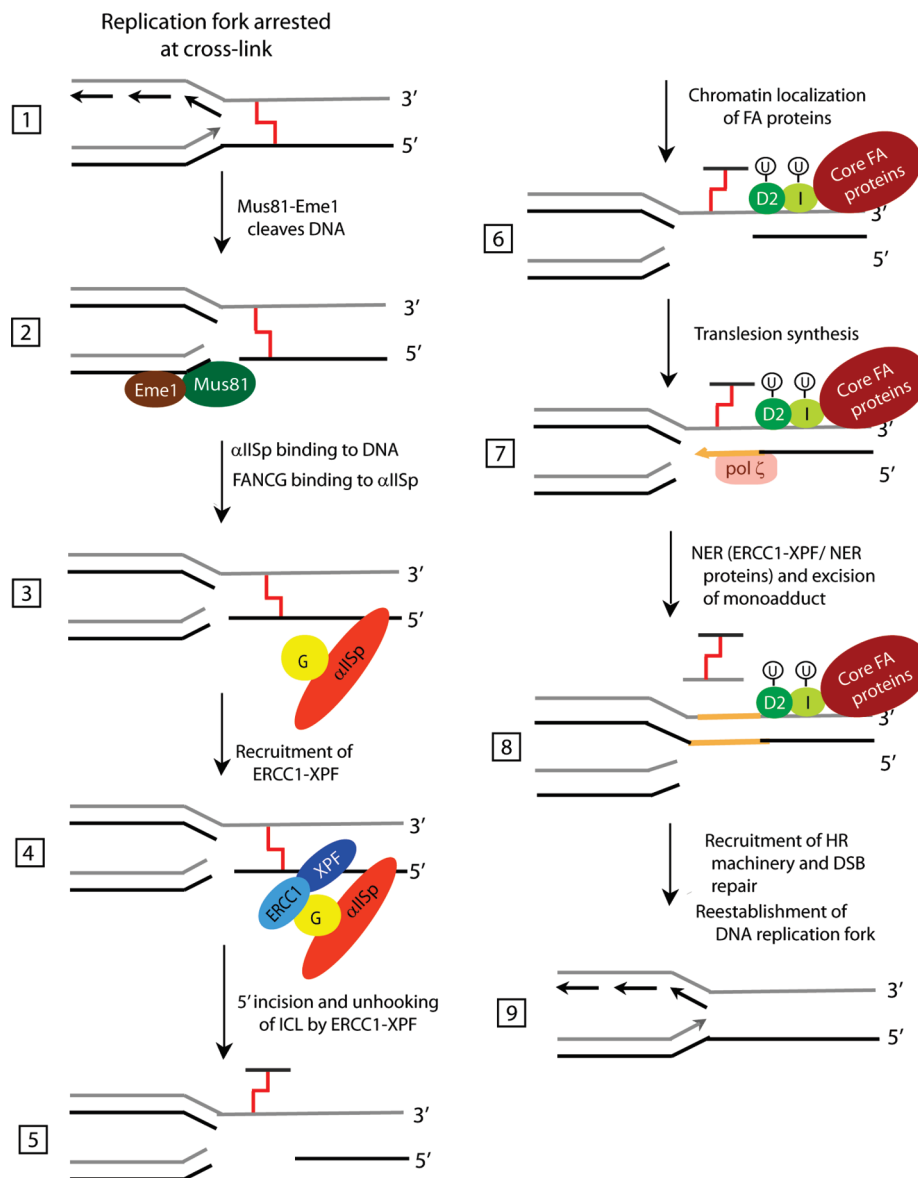 Replication fork arrested
at cross-link
1
3′
5′
Mus81-Eme1
cleaves DNA
2
3′
5′
Eme1
Mus81
αIISp binding to DNA
FANCG binding to αIISp
3
3′
5′
G
αIISp
Recruitment of
ERCC1-XPF
4
3′
5′
XPF
ERCC1
G
αIISp
5′ incision and unhooking
of ICL by ERCC1-XPF
5
3′
5′
Chromatin localization
of FA proteins
6
U
U
D2
I
Core FA
proteins
3′
5′
Translesion synthesis
7
U
U
D2
I
Core FA
proteins
3′
5′
pol ζ
NER (ERCC1-XPF/ NER
proteins) and excision
of monoadduct
8
U
U
D2
I
Core FA
proteins
3′
5′
Recruitment of HR
machinery and DSB
repair
Reestablishment of
DNA replication fork
9
3′
5′